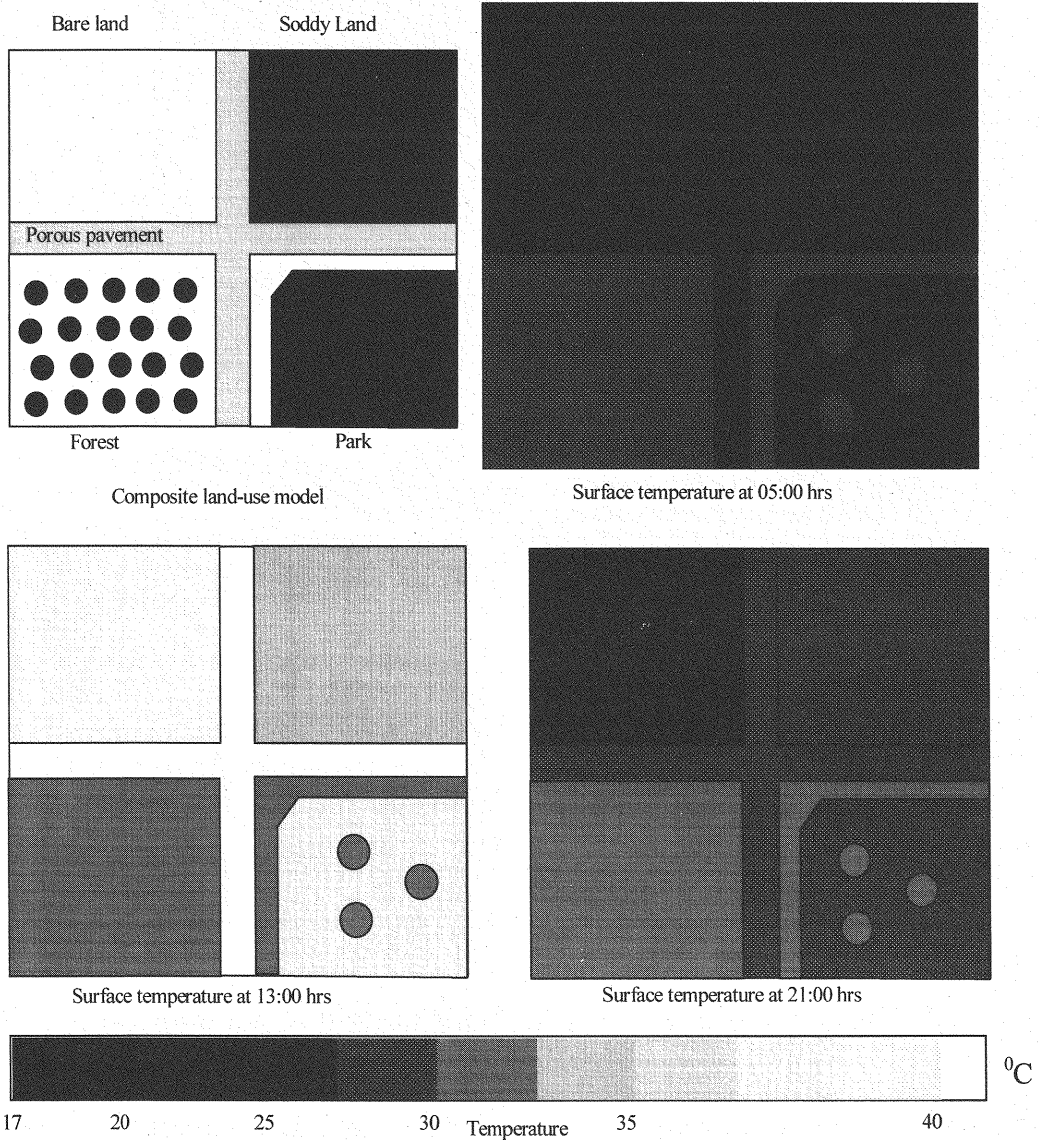 Bare land
Soddy Land
Porous pavement
Forest
Park
Composite land-use model
Surface temperature at 05:00 hrs
Surface temperature at 13:00 hrs
Surface temperature at 21:00 hrs
⁰C
17 20 25 30 35 40
Temperature